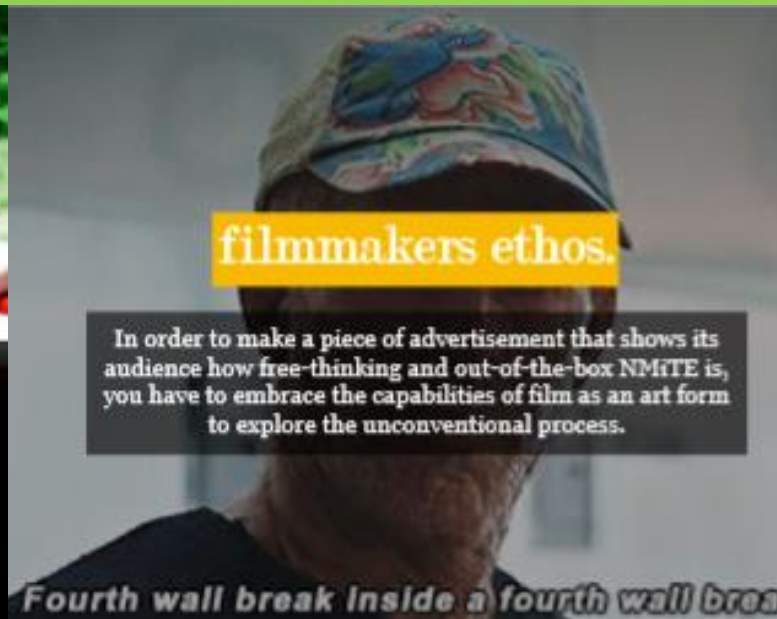 filmmakers ethos.
In order to make a piece of advertisement that shows its
audience how free-thinking and out-of-the-box NMiTE is,
you have to embrace the capabilities of film as an art form
to explore the unconventional process.
Fourth wall break inside a fourth wall brea